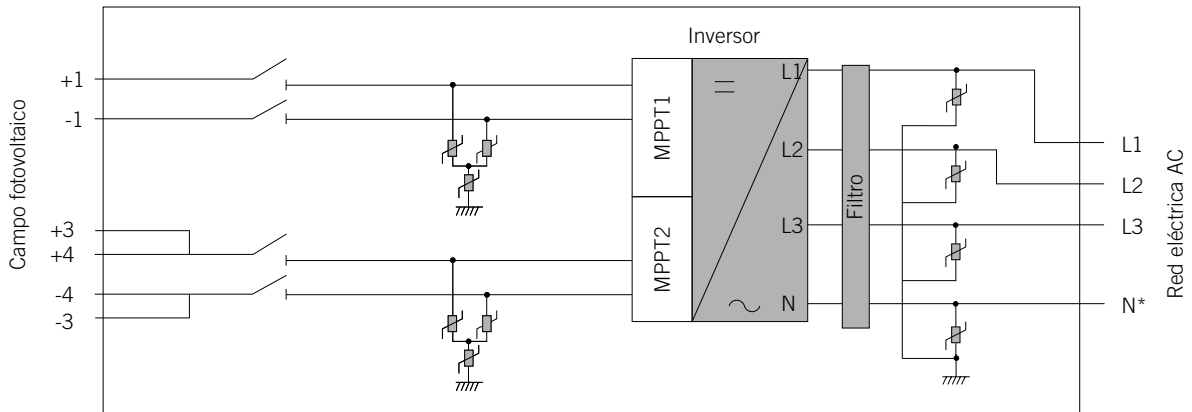 Inversor
Campo fotovoltaico
+1
-1
+3
+4
-4
-3
MPPT1
MPPT2
L1
L2
L3
N
Filtro
L1
L2
L3
N*
Red eléctrica AC